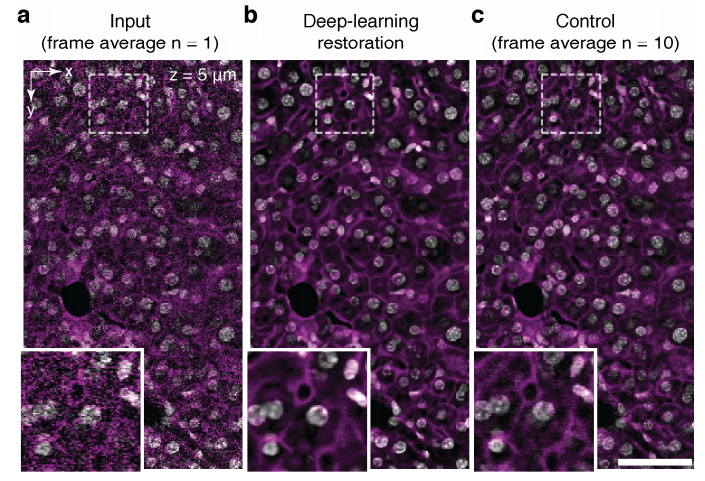 a
Input
(frame average n = 1)
b
Deep-learning
restoration
c
Control
(frame average n = 10)
x
y
z = 5 μm